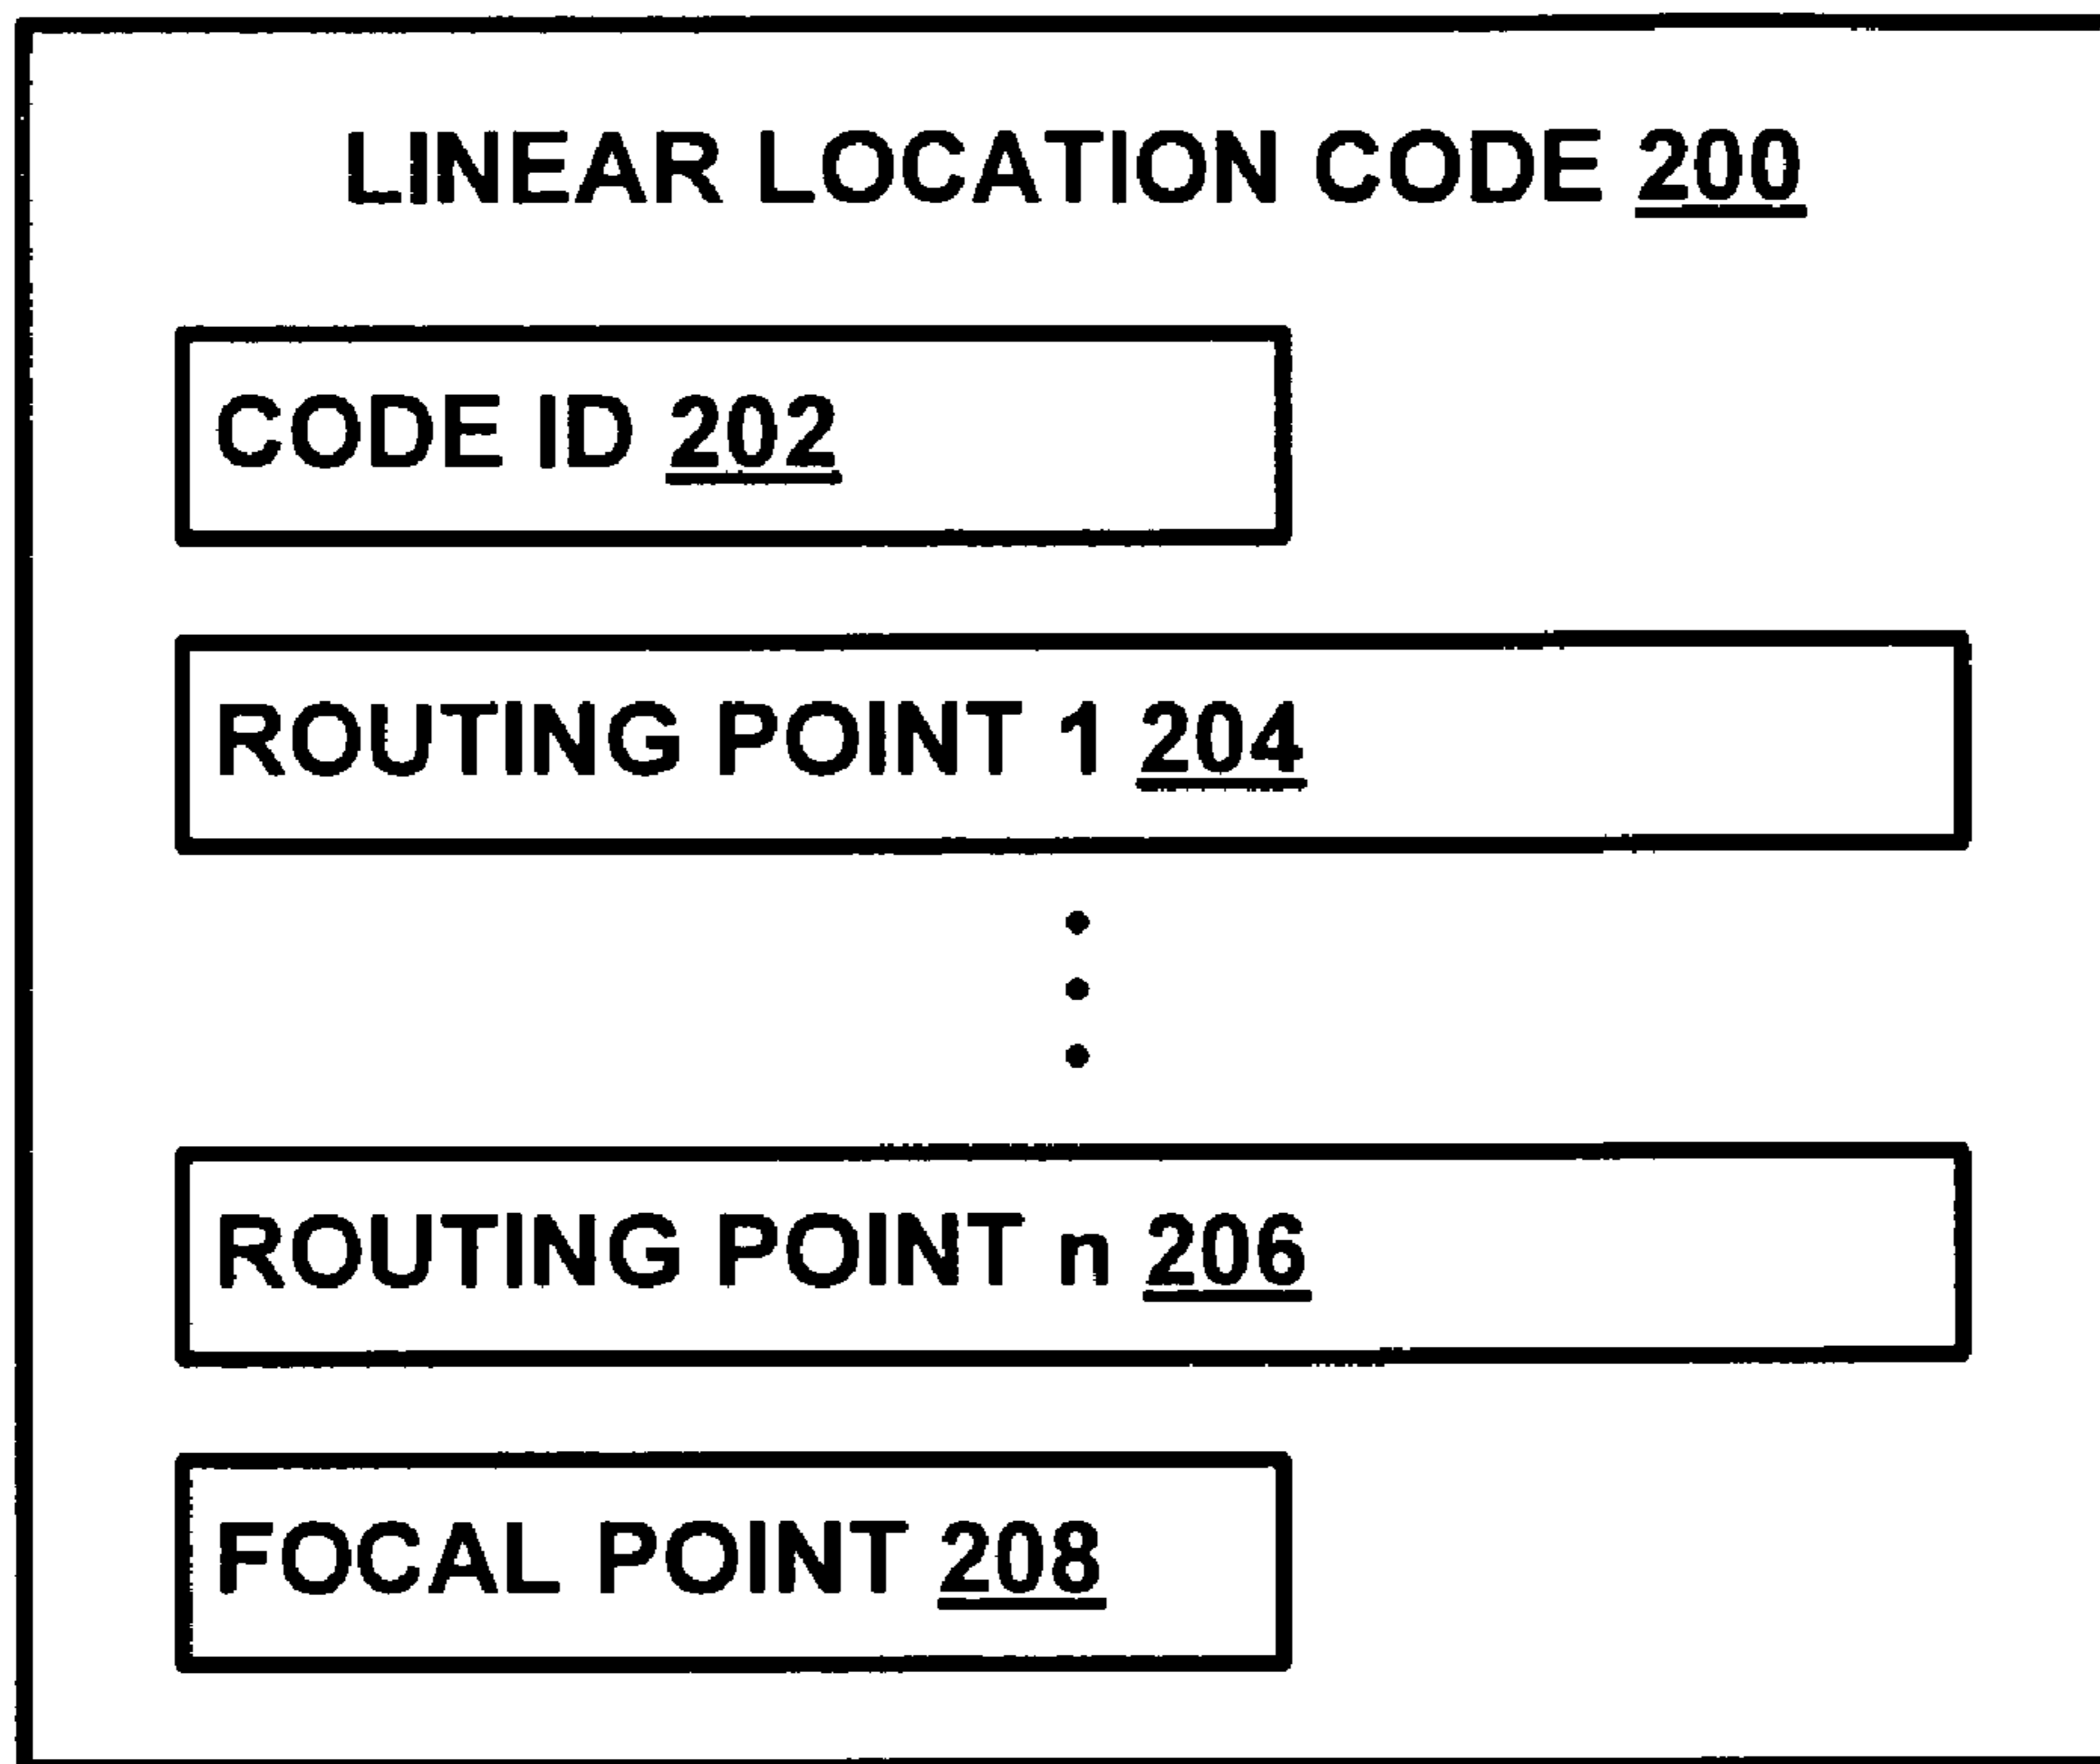 LINEAR LOCATION CODE 200
CODE ID 202
ROUTING POINT 1 204
ROUTING POINT n 206
FOCAL POINT 208